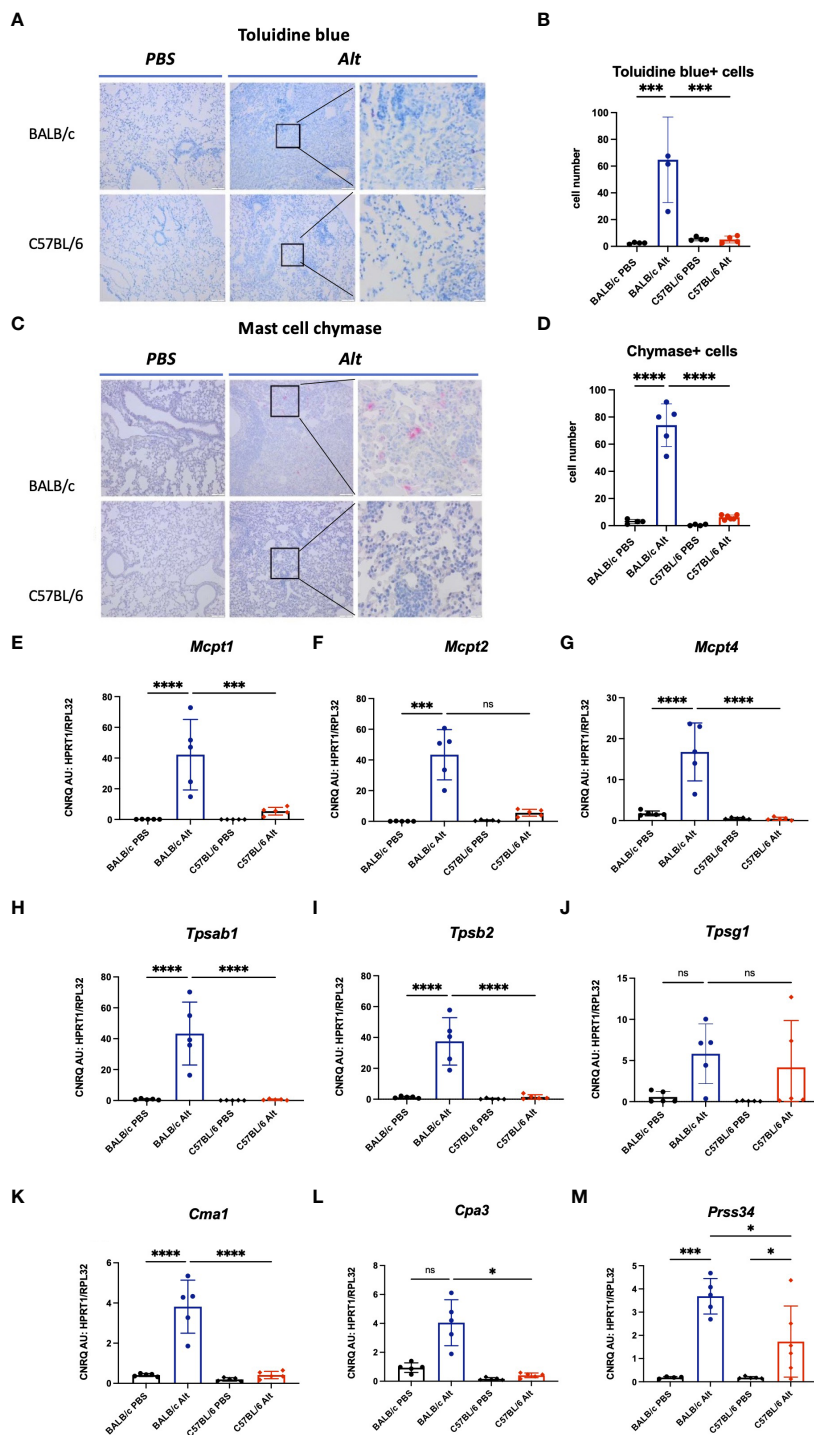 A
Toluidine blue
PBS
Alt
BALB/c
C57BL/6
B
Toluidine blue+ cells
*** ***
cell number
100
80
60
40
20
0
BALB/c PBS
BALB/c Alt
C57BL/6 PBS
C57BL/6 Alt
C
Mast cell chymase
PBS
Alt
BALB/c
C57BL/6
D
Chymase+ cells
**** ****
cell number
100
80
60
40
20
0
BALB/c PBS
BALB/c Alt
C57BL/6 PBS
C57BL/6 Alt
E
Mcpt1
**** ***
CNRQ AU: HPRT1/RPL32
80
60
40
20
0
BALB/c PBS
BALB/c Alt
C57BL/6 PBS
C57BL/6 Alt
F
Mcpt2
*** ns
CNRQ AU: HPRT1/RPL32
80
60
40
20
0
BALB/c PBS
BALB/c Alt
C57BL/6 PBS
C57BL/6 Alt
G
Mcpt4
**** ****
CNRQ AU: HPRT1/RPL32
30
20
10
0
BALB/c PBS
BALB/c Alt
C57BL/6 PBS
C57BL/6 Alt
H
Tpsab1
**** ****
CNRQ AU: HPRT1/RPL32
80
60
40
20
0
BALB/c PBS
BALB/c Alt
C57BL/6 PBS
C57BL/6 Alt
I
Tpsb2
**** ****
CNRQ AU: HPRT1/RPL32
80
60
40
20
0
BALB/c PBS
BALB/c Alt
C57BL/6 PBS
C57BL/6 Alt
J
Tpsg1
ns ns
CNRQ AU: HPRT1/RPL32
15
10
5
0
BALB/c PBS
BALB/c Alt
C57BL/6 PBS
C57BL/6 Alt
K
Cma1
**** ****
CNRQ AU: HPRT1/RPL32
6
4
2
0
BALB/c PBS
BALB/c Alt
C57BL/6 PBS
C57BL/6 Alt
L
Cpa3
ns *
CNRQ AU: HPRT1/RPL32
8
6
4
2
0
BALB/c PBS
BALB/c Alt
C57BL/6 PBS
C57BL/6 Alt
M
Prss34
*
*** *
CNRQ AU: HPRT1/RPL32
5
4
3
2
1
0
BALB/c PBS
BALB/c Alt
C57BL/6 PBS
C57BL/6 Alt